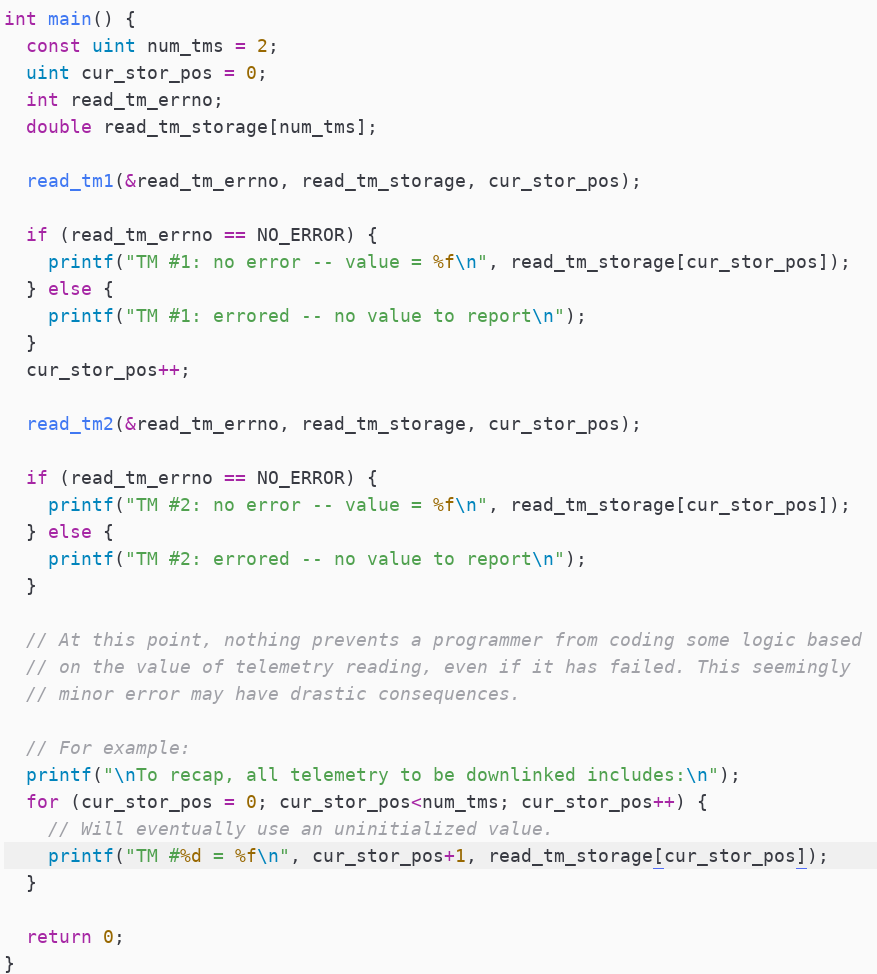 int main() {
  const uint num_tms = 2;
  uint cur_stor_pos = 0;
  int read_tm_errno;
  double read_tm_storage[num_tms];

  read_tm1(&read_tm_errno, read_tm_storage, cur_stor_pos);

  if (read_tm_errno == NO_ERROR) {
    printf("TM #1: no error -- value = %f\n", read_tm_storage[cur_stor_pos]);
  } else {
    printf("TM #1: errored -- no value to report\n");
  }
  cur_stor_pos++;

  read_tm2(&read_tm_errno, read_tm_storage, cur_stor_pos);

  if (read_tm_errno == NO_ERROR) {
    printf("TM #2: no error -- value = %f\n", read_tm_storage[cur_stor_pos]);
  } else {
    printf("TM #2: errored -- no value to report\n");
  }

  // At this point, nothing prevents a programmer from coding some logic based
  // on the value of telemetry reading, even if it has failed. This seemingly
  // minor error may have drastic consequences.

  // For example:
  printf("\nTo recap, all telemetry to be downlinked includes:\n");
  for (cur_stor_pos = 0; cur_stor_pos<num_tms; cur_stor_pos++) {
    // Will eventually use an uninitialized value.
    printf("TM #%d = %f\n", cur_stor_pos+1, read_tm_storage[cur_stor_pos]);
  }

  return 0;
}